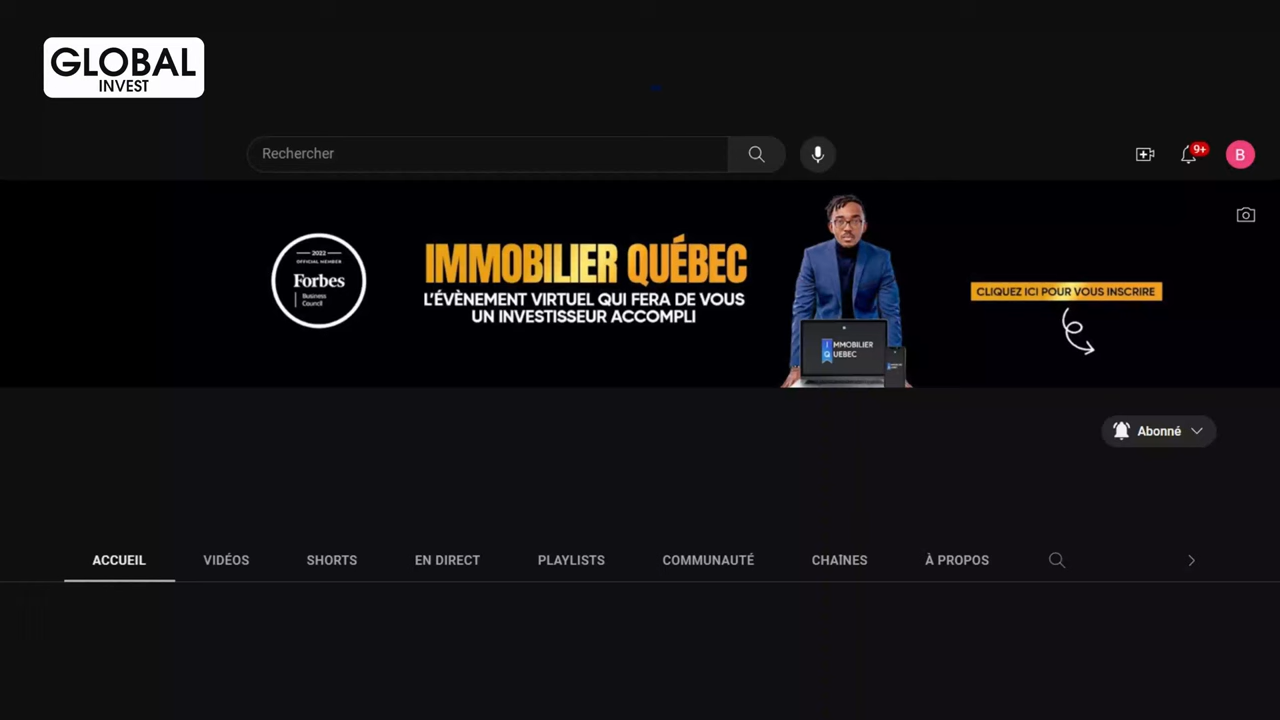 GLOBAL
INVEST
Rechercher
9+
B
2022
OFFICIAL MEMBER
Forbes
Business
Council
IMMOBILIER QUÉBEC
L'ÉVÈNEMENT VIRTUEL QUI FERA DE VOUS
UN INVESTISSEUR ACCOMPLI
IMMOBILIER
QUEBEC
CLIQUEZ ICI POUR VOUS INSCRIRE
Abonné
ACCUEIL VIDÉOS SHORTS EN DIRECT PLAYLISTS COMMUNAUTÉ CHAÎNES À PROPOS